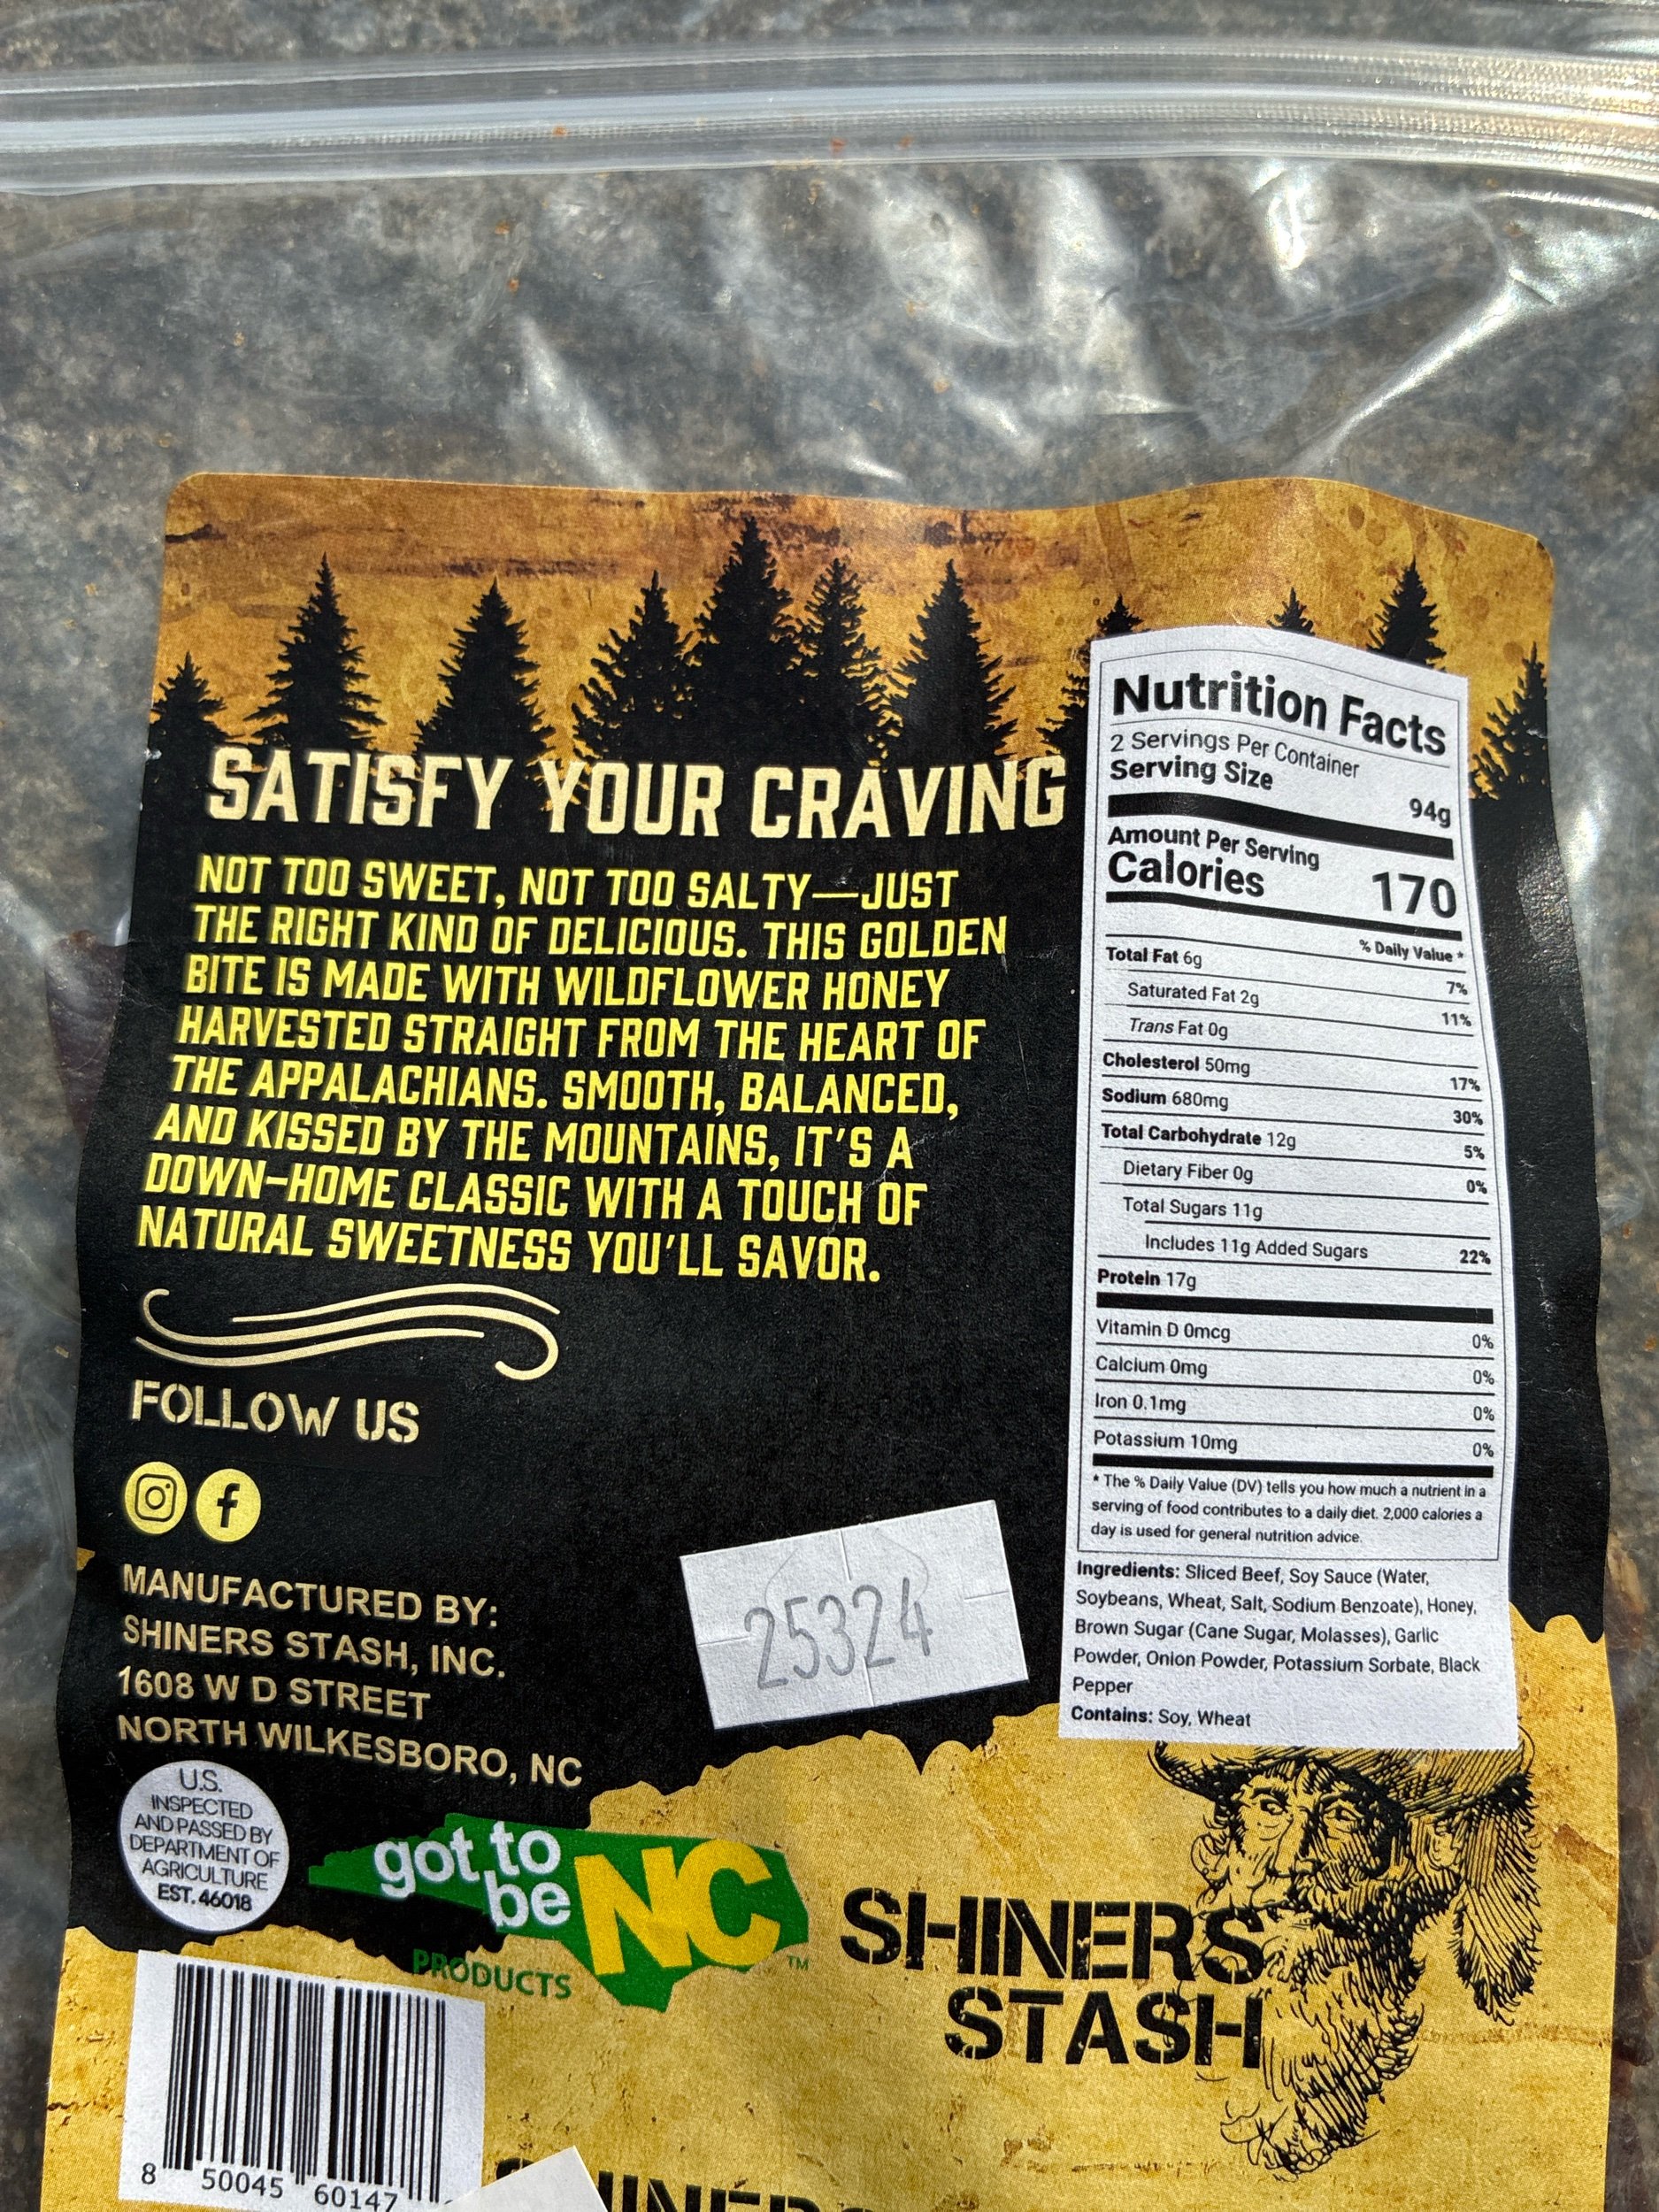 SATISFY YOUR CRAVING
NOT TOO SWEET, NOT TOO SALTY—JUST
THE RIGHT KIND OF DELICIOUS. THIS GOLDEN
BITE IS MADE WITH WILDFLOWER HONEY
HARVESTED STRAIGHT FROM THE HEART OF
THE APPALACHIANS. SMOOTH, BALANCED,
AND KISSED BY THE MOUNTAINS, IT'S A
DOWN-HOME CLASSIC WITH A TOUCH OF
NATURAL SWEETNESS YOU'LL SAVOR.
FOLLOW US
MANUFACTURED BY:
SHINERS STASH, INC.
1608 W D STREET
NORTH WILKESBORO, NC
U.S.
INSPECTED
AND PASSED BY
DEPARTMENT OF
AGRICULTURE
EST. 46018
got to
be NC
PRODUCTS
TM
25324
SHINERS
STASH
8 50045 60147
Nutrition Facts
2 Servings Per Container
Serving Size 94g
Amount Per Serving
Calories 170
% Daily Value *
Total Fat 6g 7%
Saturated Fat 2g 11%
Trans Fat 0g
Cholesterol 50mg 17%
Sodium 680mg 30%
Total Carbohydrate 12g 5%
Dietary Fiber 0g 0%
Total Sugars 11g
Includes 11g Added Sugars 22%
Protein 17g
Vitamin D 0mcg 0%
Calcium 0mg 0%
Iron 0.1mg 0%
Potassium 10mg 0%
* The % Daily Value (DV) tells you how much a nutrient in a
serving of food contributes to a daily diet. 2,000 calories a
day is used for general nutrition advice.
Ingredients: Sliced Beef, Soy Sauce (Water,
Soybeans, Wheat, Salt, Sodium Benzoate), Honey,
Brown Sugar (Cane Sugar, Molasses), Garlic
Powder, Onion Powder, Potassium Sorbate, Black
Pepper
Contains: Soy, Wheat